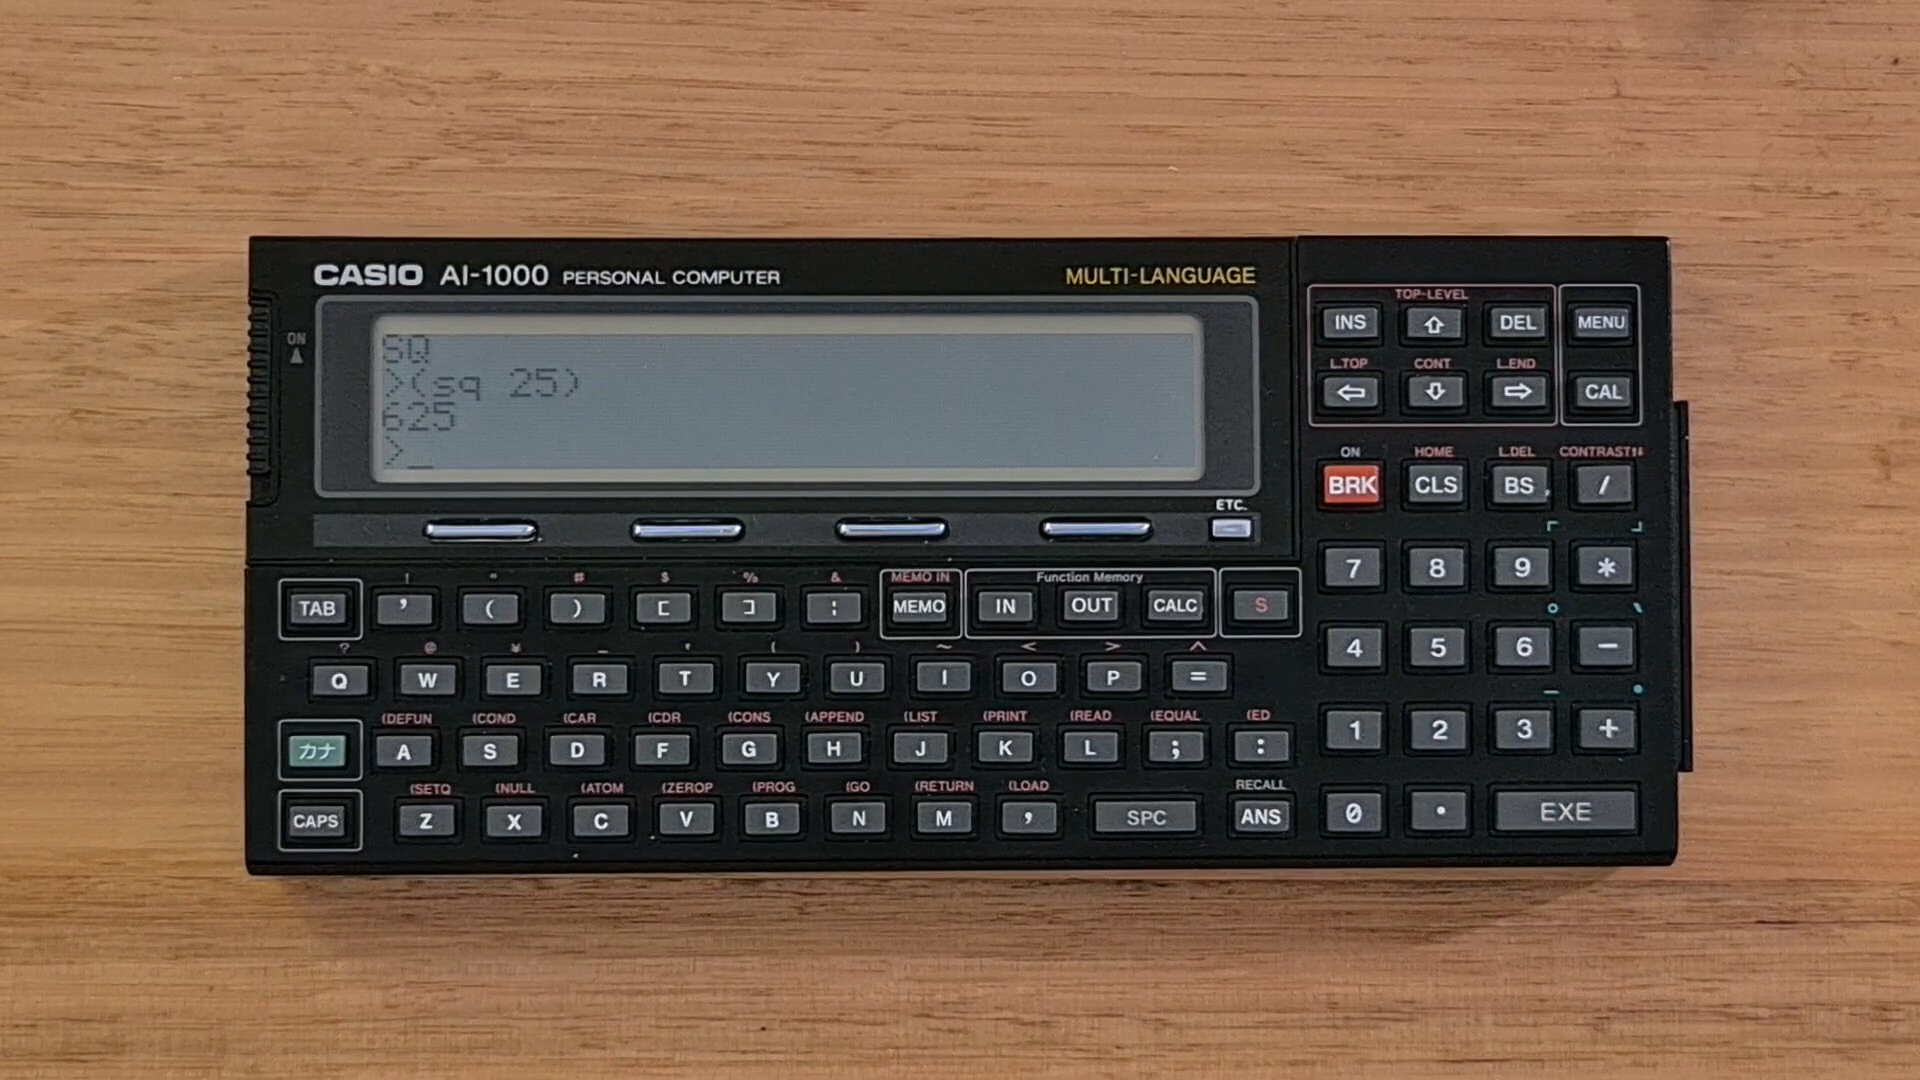 CASIO AI-1000 PERSONAL COMPUTER MULTI-LANGUAGE
ON
SQ
>(sq 25)
625
>_
ETC.
TOP-LEVEL
INS DEL MENU
L.TOP CONT L.END
CAL
ON HOME L.DEL CONTRAST
BRK CLS BS /
7 8 9 *
4 5 6 −
1 2 3 +
0 . EXE
! " # $ % & MEMO IN Function Memory
TAB ' ( ) [ ] | MEMO IN OUT CALC S
? @ ¥ _ ~ < > ^
Q W E R T Y U I O P =
(DEFUN (COND (CAR (CDR (CONS (APPEND (LIST (PRINT (READ (EQUAL (ED
カナ A S D F G H J K L ; :
(SETQ (NULL (ATOM (ZEROP (PROG (GO (RETURN (LOAD RECALL
CAPS Z X C V B N M , SPC ANS